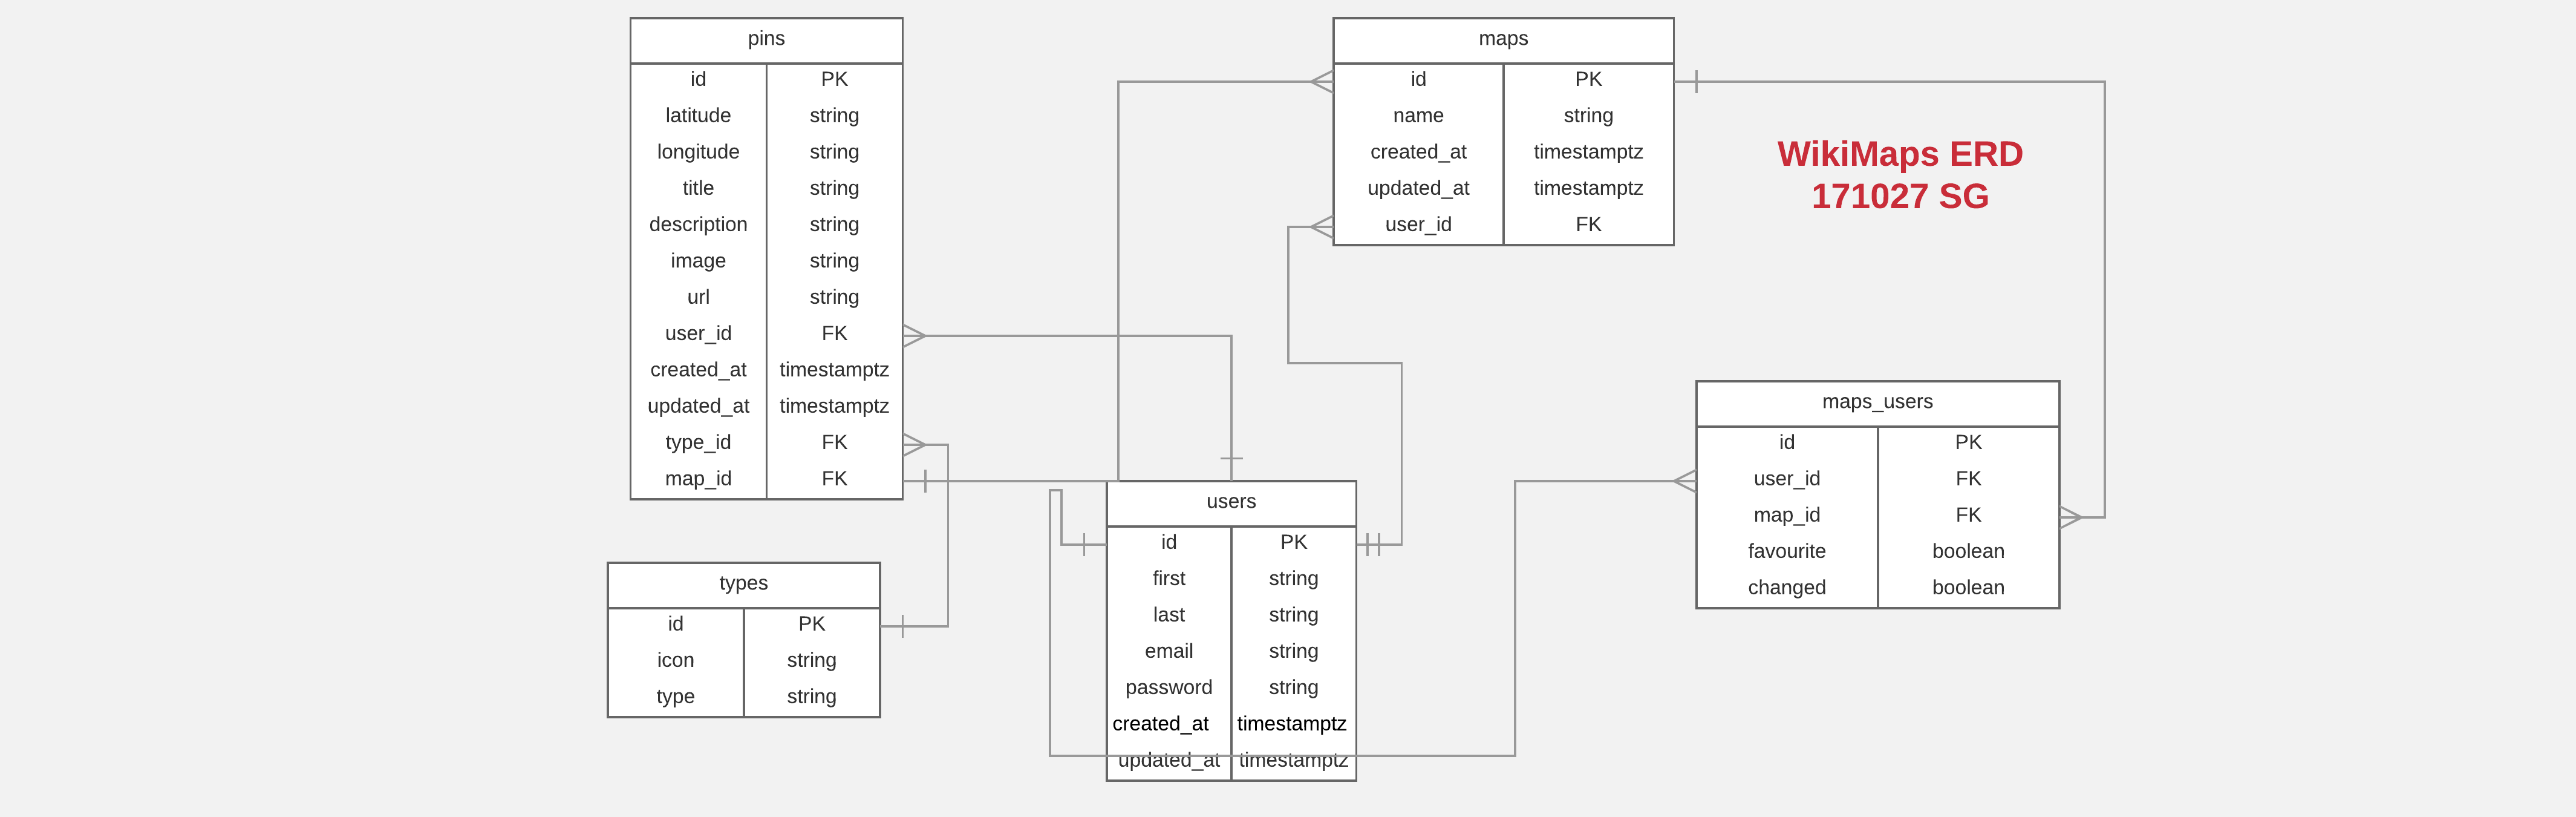 pins
id PK
latitude string
longitude string
title string
description string
image string
url string
user_id FK
created_at timestamptz
updated_at timestamptz
type_id FK
map_id FK
maps
id PK
name string
created_at timestamptz
updated_at timestamptz
user_id FK
WikiMaps ERD
171027 SG
maps_users
id PK
user_id FK
map_id FK
favourite boolean
changed boolean
users
id PK
first string
last string
email string
password string
created_at timestamptz
updated_at timestamptz
types
id PK
icon string
type string